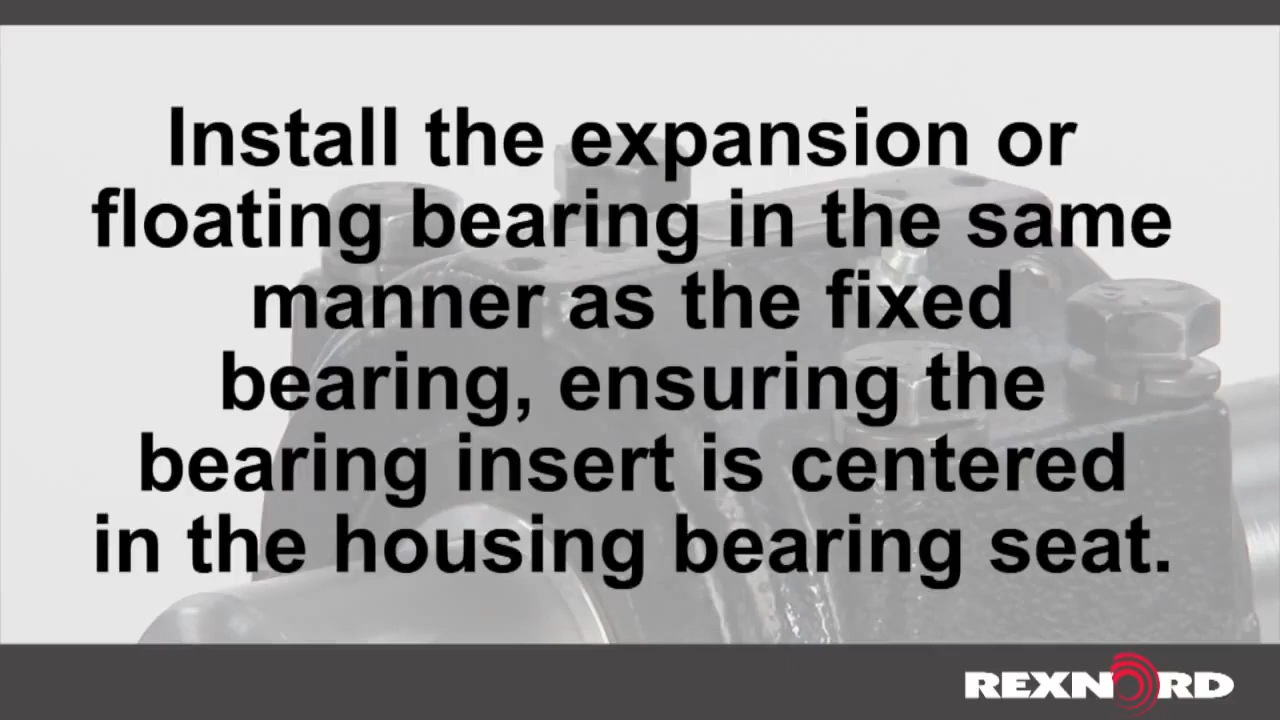 Install the expansion or
floating bearing in the same
manner as the fixed
bearing, ensuring the
bearing insert is centered
in the housing bearing seat.
REXNORD